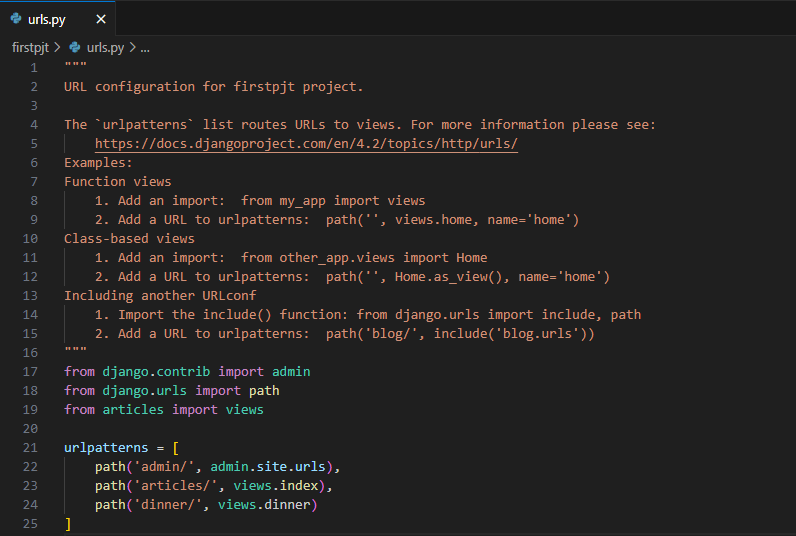 urls.py ×
firstpjt > urls.py > ...
1 """
2 URL configuration for firstpjt project.
3
4 The `urlpatterns` list routes URLs to views. For more information please see:
5     https://docs.djangoproject.com/en/4.2/topics/http/urls/
6 Examples:
7 Function views
8     1. Add an import:  from my_app import views
9     2. Add a URL to urlpatterns:  path('', views.home, name='home')
10 Class-based views
11     1. Add an import:  from other_app.views import Home
12     2. Add a URL to urlpatterns:  path('', Home.as_view(), name='home')
13 Including another URLconf
14     1. Import the include() function: from django.urls import include, path
15     2. Add a URL to urlpatterns:  path('blog/', include('blog.urls'))
16 """
17 from django.contrib import admin
18 from django.urls import path
19 from articles import views
20
21 urlpatterns = [
22     path('admin/', admin.site.urls),
23     path('articles/', views.index),
24     path('dinner/', views.dinner)
25 ]